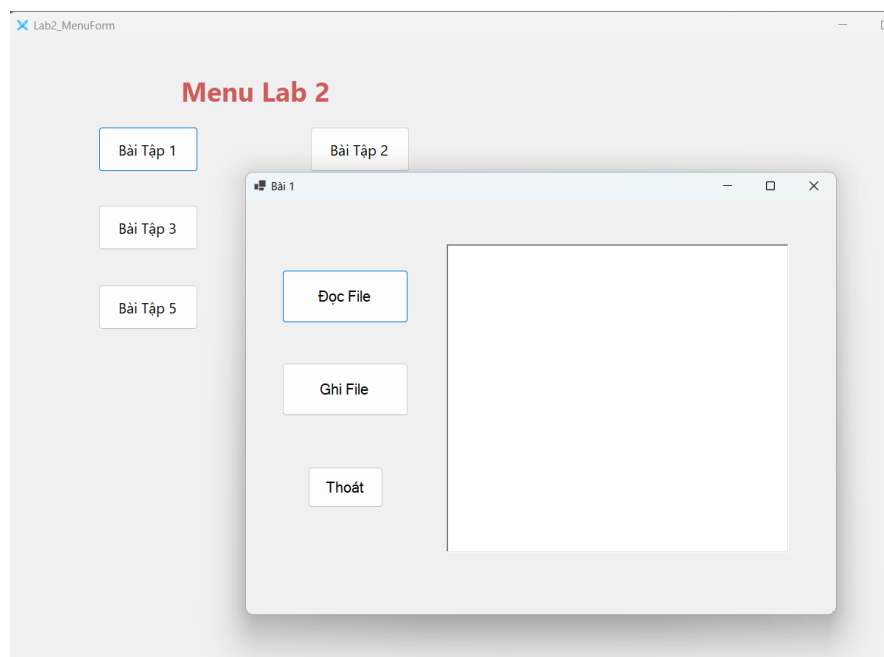 Lab2_MenuForm
Menu Lab 2
Bài Tập 1
Bài Tập 2
Bài 1
Bài Tập 3
Đọc File
Bài Tập 5
Ghi File
Thoát